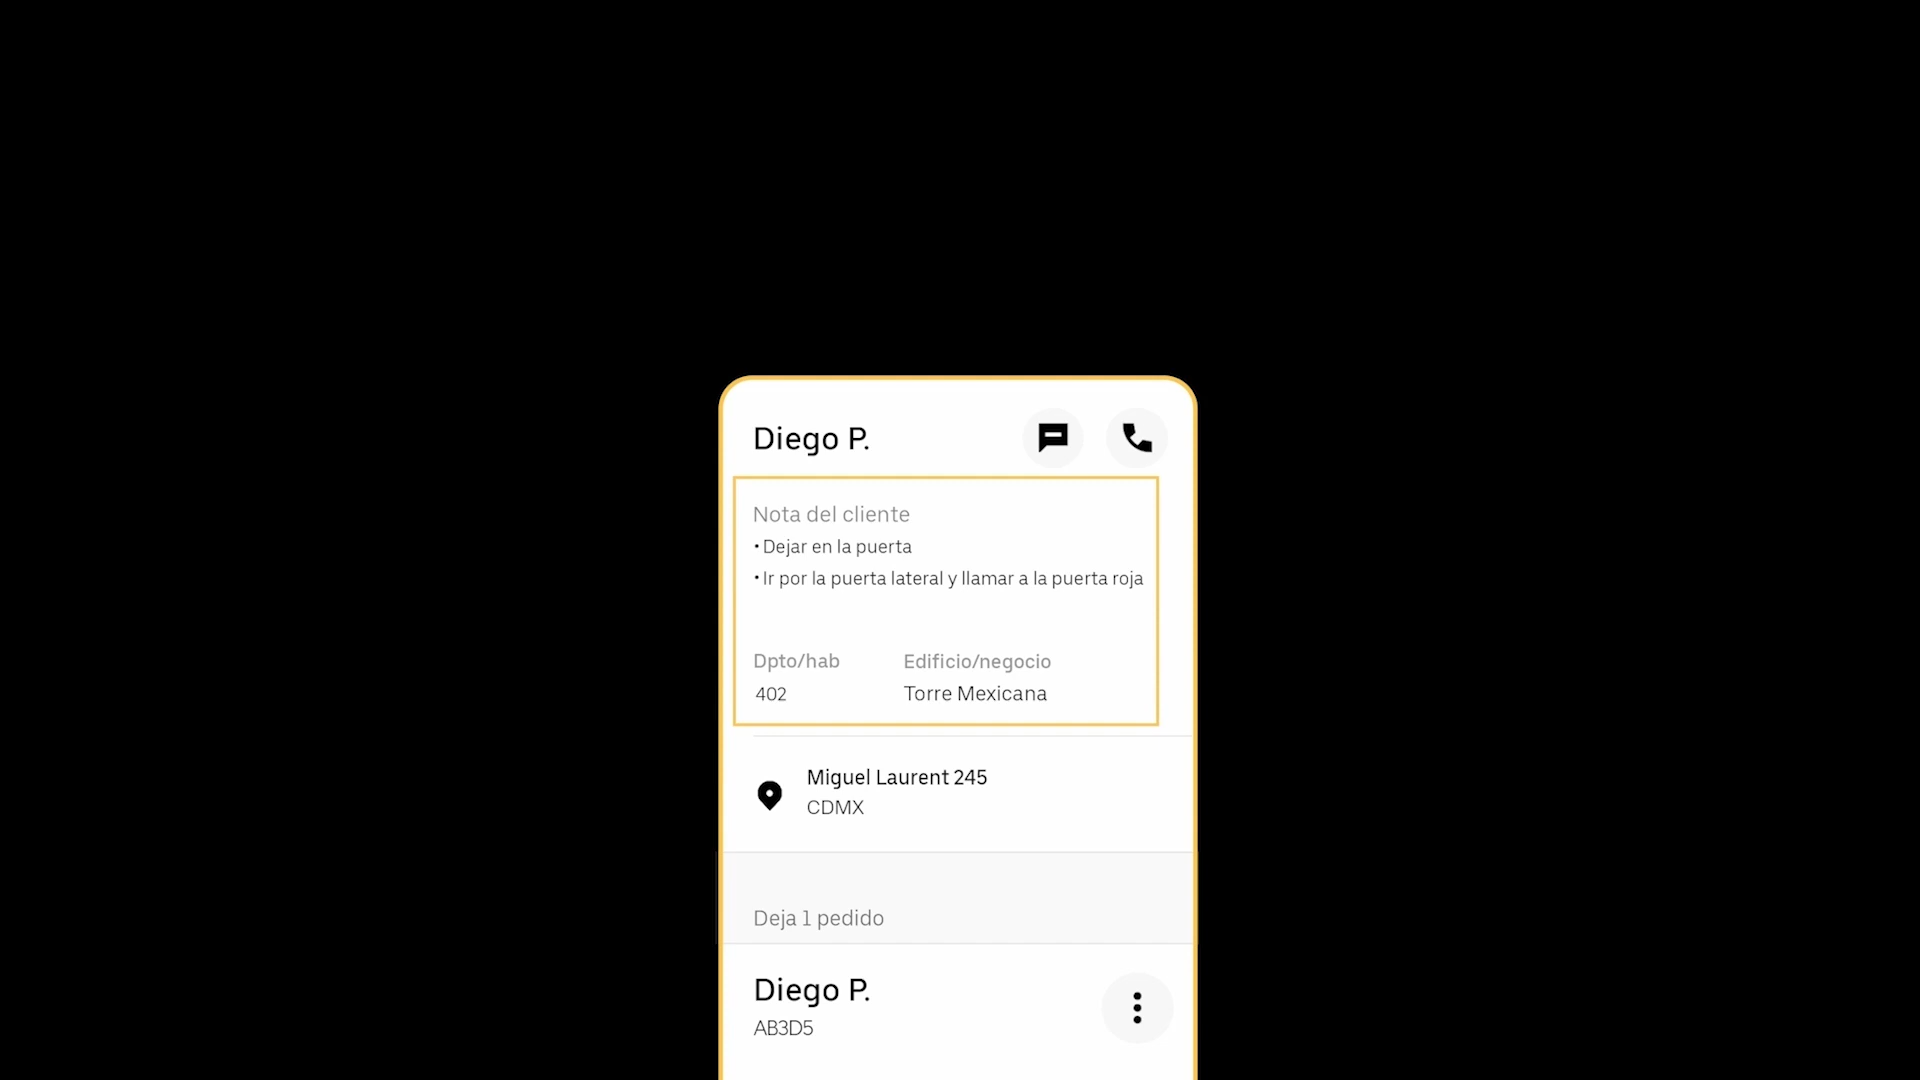 Diego P.
Nota del cliente
• Dejar en la puerta
• Ir por la puerta lateral y llamar a la puerta roja
Dpto/hab Edificio/negocio
402 Torre Mexicana
Miguel Laurent 245
CDMX
Deja 1 pedido
Diego P.
AB3D5